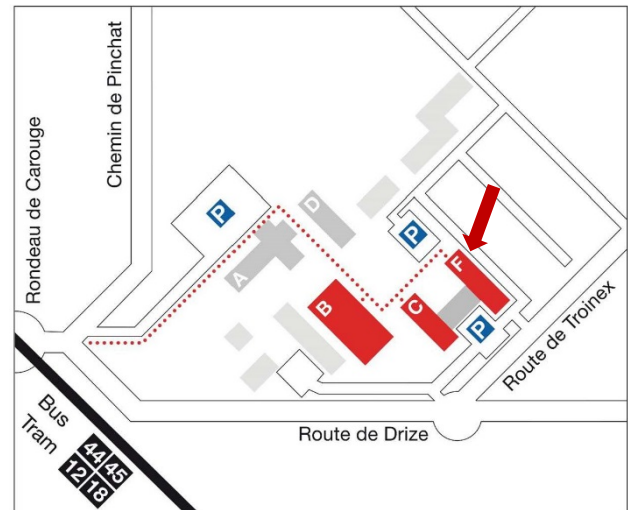 Rondeau de Carouge
Chemin de Pinchat
P
D
A
P
F
B
C
P
Route de Troinex
Route de Drize
Bus
Tram
44 45
12 18